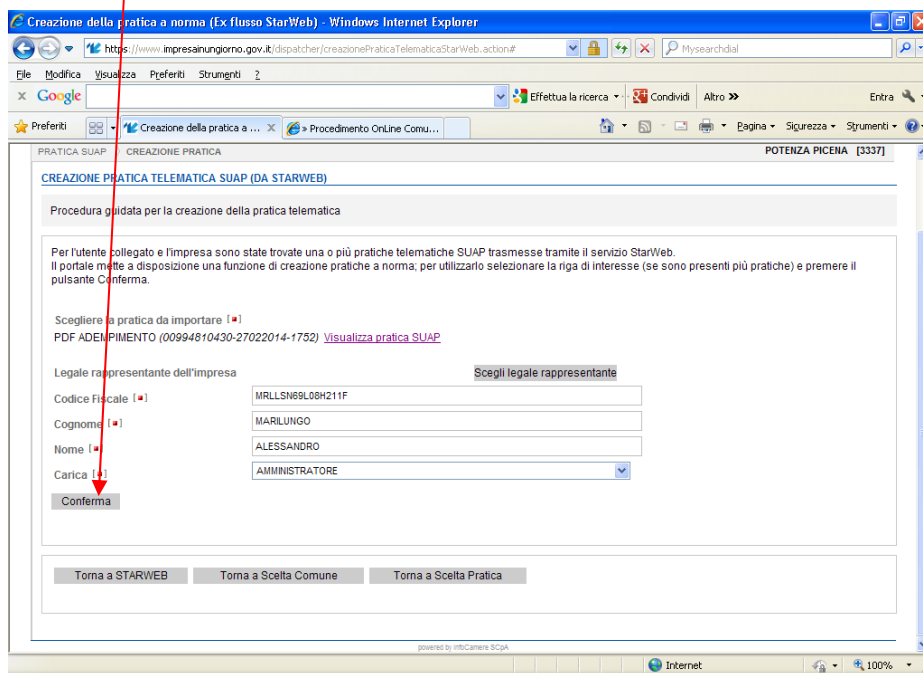 Creazione della pratica a norma (Ex flusso StarWeb) - Windows Internet Explorer
https://www.impresainungiorno.gov.it/dispatcher/creazionePraticaTelematicaStarWeb.action#
Mysearchdial
File Modifica Visualizza Preferiti Strumenti ?
x Google Effettua la ricerca Condividi Altro » Entra
Preferiti Creazione della pratica a ... X » Procedimento OnLine Comu... Pagina Sicurezza Strumenti
PRATICA SUAP CREAZIONE PRATICA POTENZA PICENA [3337]
CREAZIONE PRATICA TELEMATICA SUAP (DA STARWEB)
Procedura guidata per la creazione della pratica telematica
Per l'utente collegato e l'impresa sono state trovate una o più pratiche telematiche SUAP trasmesse tramite il servizio StarWeb.
Il portale mette a disposizione una funzione di creazione pratiche a norma; per utilizzarlo selezionare la riga di interesse (se sono presenti più pratiche) e premere il
pulsante Conferma.
Scegliere la pratica da importare
PDF ADEMPIMENTO (00994810430-27022014-1752) Visualizza pratica SUAP
Legale rappresentante dell'impresa Scegli legale rappresentante
Codice Fiscale MRLLSN69L08H211F
Cognome MARILUNGO
Nome ALESSANDRO
Carica AMMINISTRATORE
Conferma
Torna a STARWEB Torna a Scelta Comune Torna a Scelta Pratica
powered by InfoCamere SCpA
Internet 100%